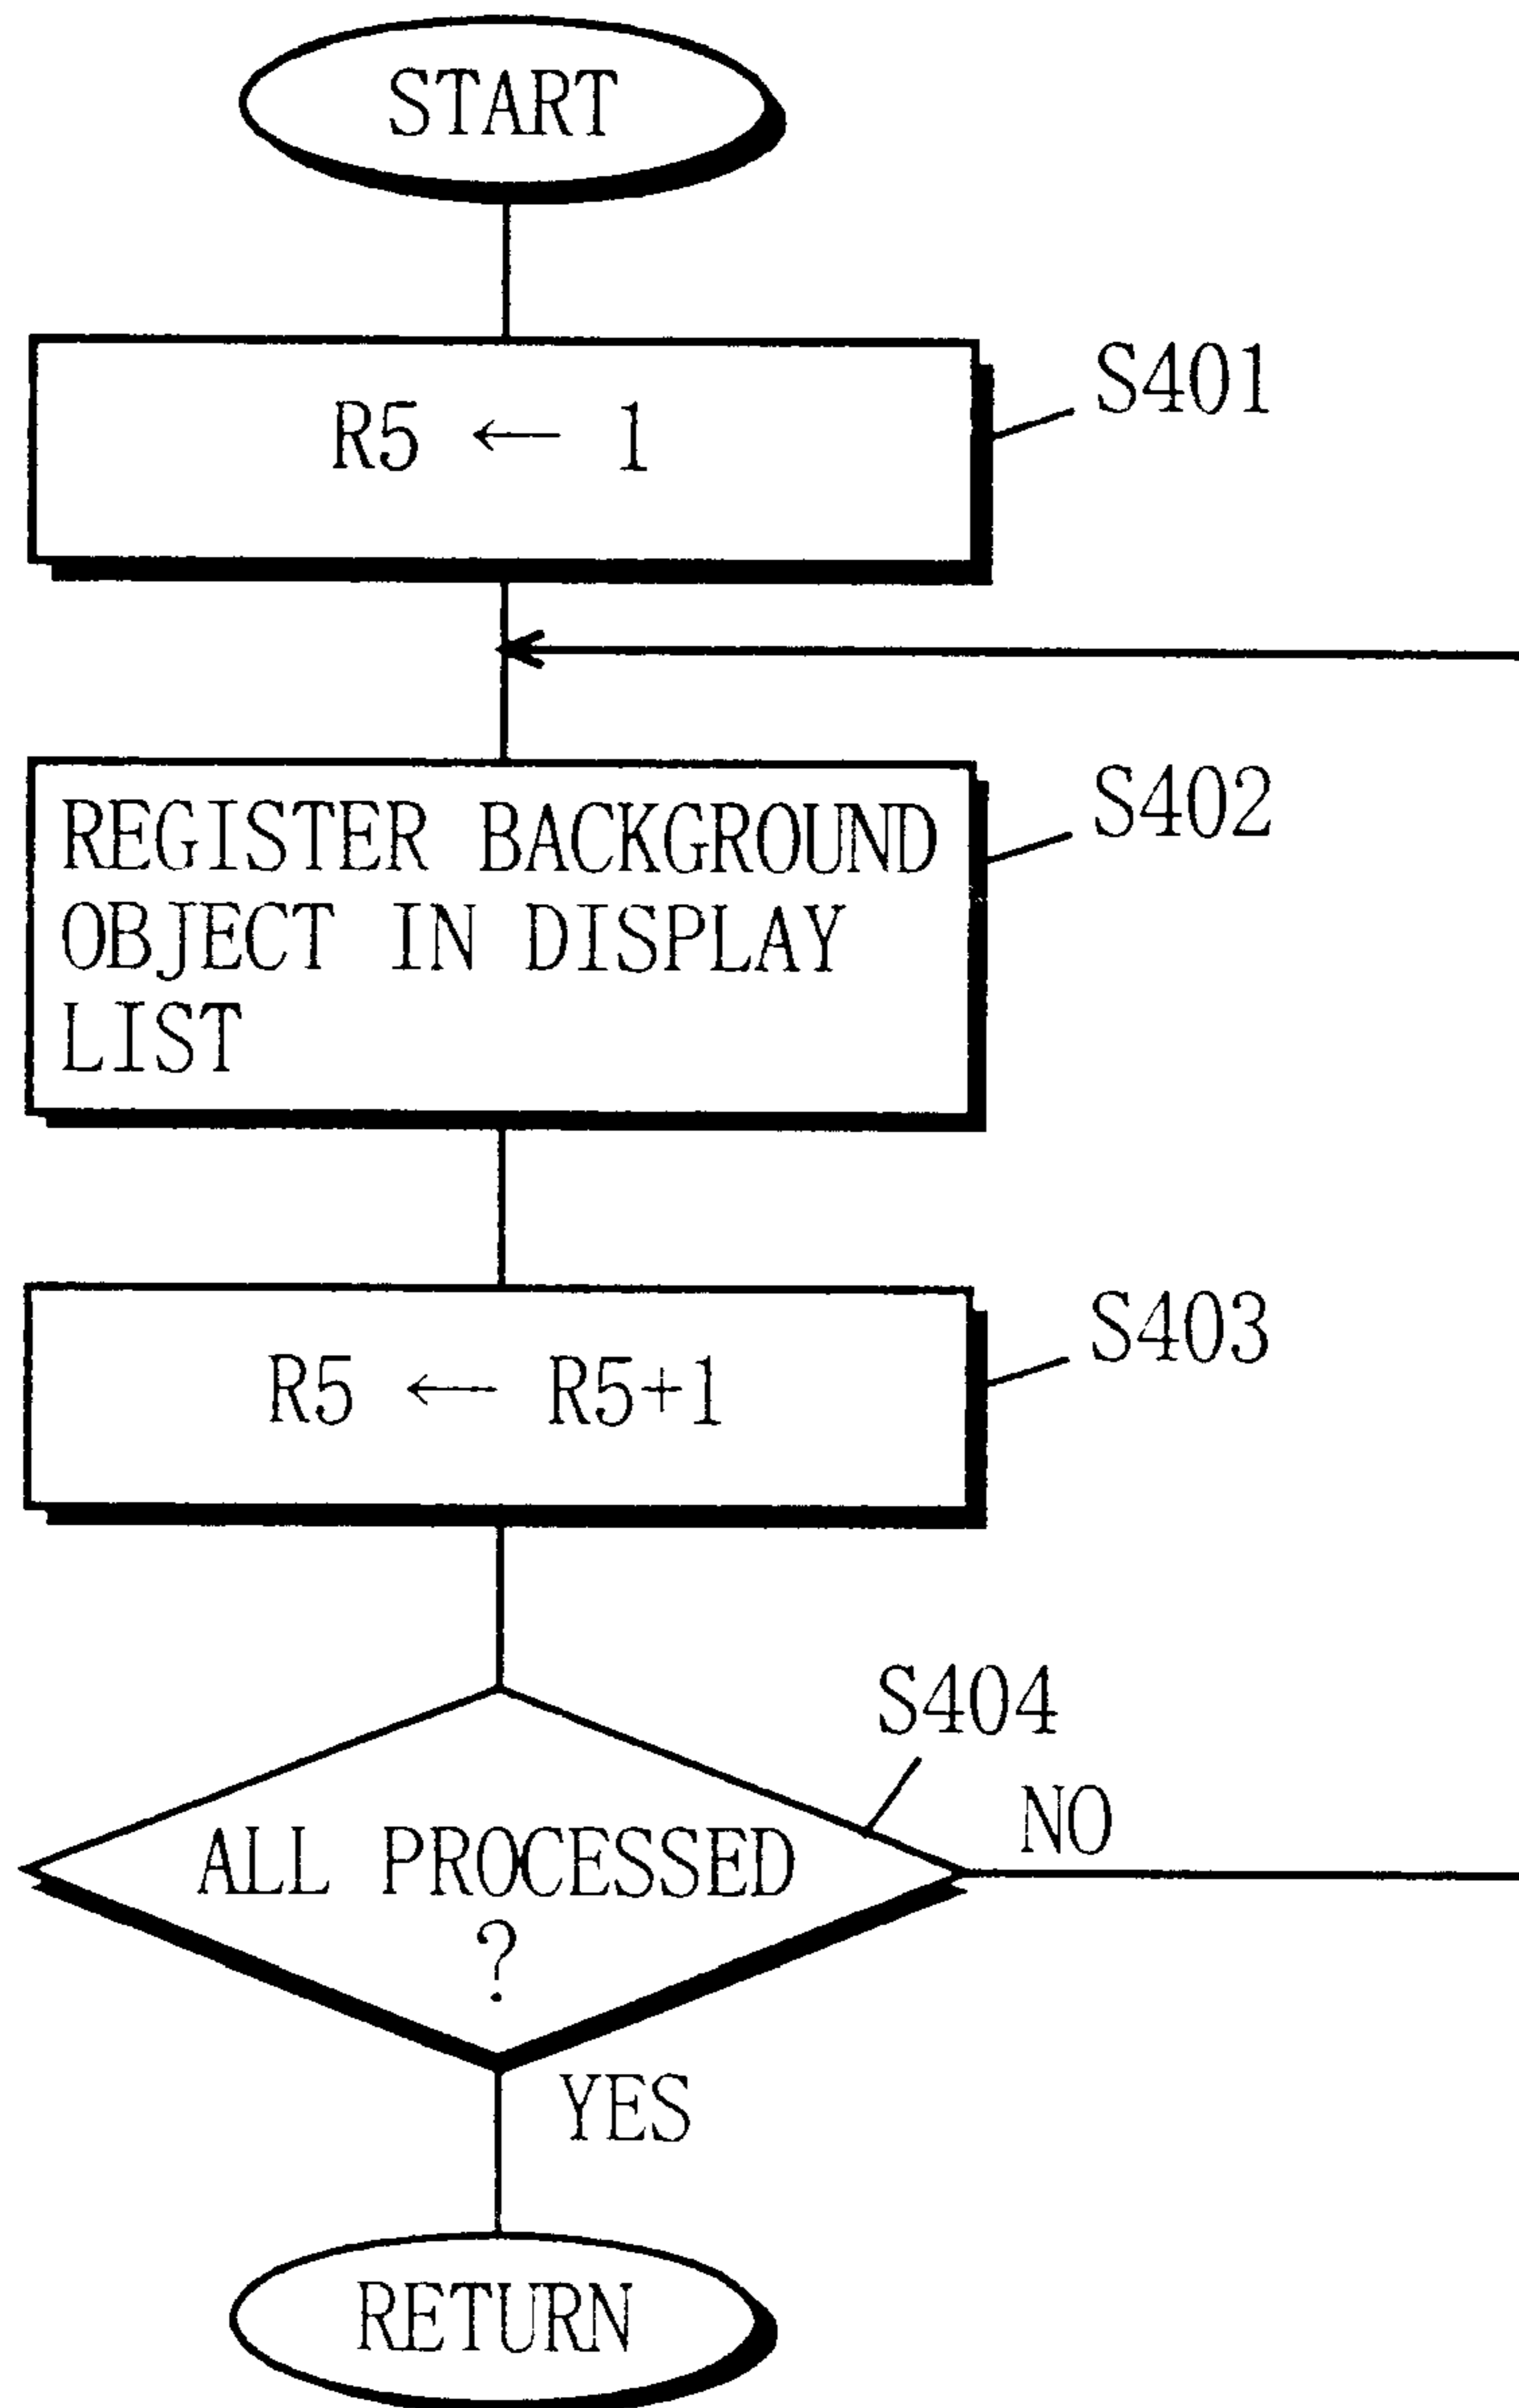 START
R5 ← 1
S401
REGISTER BACKGROUND
OBJECT IN DISPLAY
LIST
S402
R5 ← R5+1
S403
S404
ALL PROCESSED
?
NO
YES
RETURN